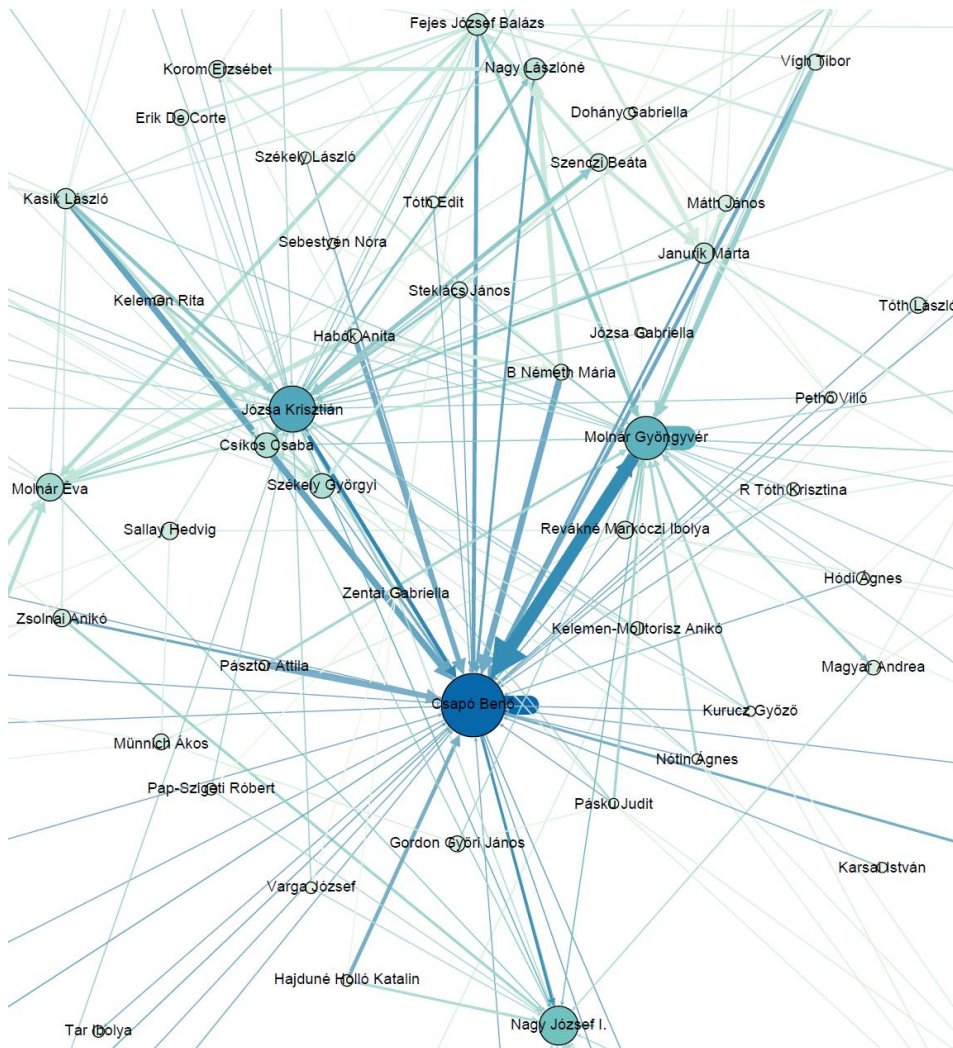 Fejes József Balázs
Korom Erzsébet
Nagy Lászlóné
Vígh Tibor
Erik De Corte
Dohány Gabriella
Székely László
Szenczi Beáta
Kasik László
Tóth Edit
Máth János
Sebestyén Nóra
Janurik Márta
Kelemen Rita
Steklács János
Tóth László
Habók Anita
Józsa Gabriella
B Németh Mária
Józsa Krisztián
Pethő Villő
Csíkos Csaba
Molnár Gyöngyvér
Molnár Éva
Székely Györgyi
R Tóth Krisztina
Sallay Hedvig
Revákné Markóczi Ibolya
Zentai Gabriella
Hódi Ágnes
Zsolnai Anikó
Kelemen-Molitorisz Anikó
Pásztor Attila
Magyar Andrea
Csapó Benő
Kurucz Győző
Münnich Ákos
Nótin Ágnes
Pap-Szigeti Róbert
Páskó Judit
Gordon Győri János
Karsai István
Varga József
Hajduné Holló Katalin
Nagy József I.
Tar Ibolya